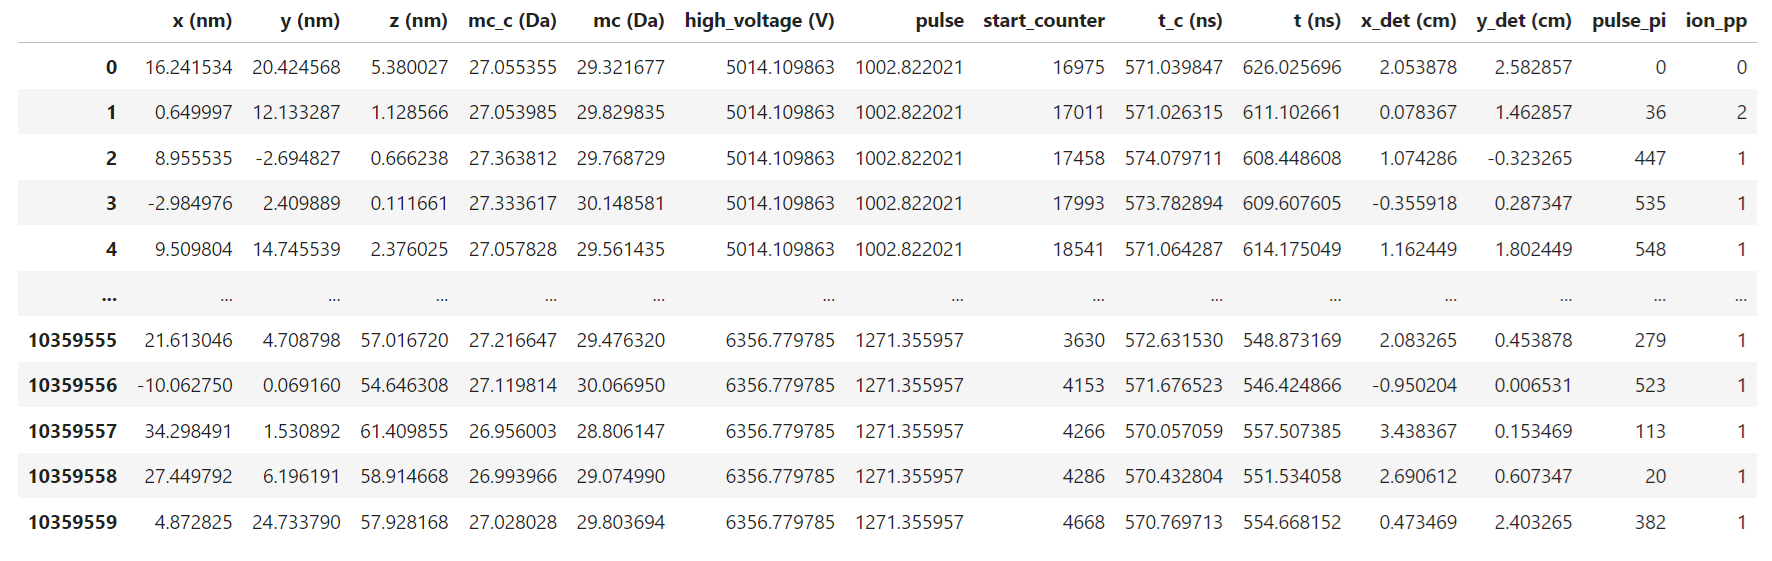 x (nm) y (nm) z (nm) mc_c (Da) mc (Da) high_voltage (V) pulse start_counter t_c (ns) t (ns) x_det (cm) y_det (cm) pulse_pi ion_pp
0 16.241534 20.424568 5.380027 27.055355 29.321677 5014.109863 1002.822021 16975 571.039847 626.025696 2.053878 2.582857 0 0
1 0.649997 12.133287 1.128566 27.053985 29.829835 5014.109863 1002.822021 17011 571.026315 611.102661 0.078367 1.462857 36 2
2 8.955535 -2.694827 0.666238 27.363812 29.768729 5014.109863 1002.822021 17458 574.079711 608.448608 1.074286 -0.323265 447 1
3 -2.984976 2.409889 0.111661 27.333617 30.148581 5014.109863 1002.822021 17993 573.782894 609.607605 -0.355918 0.287347 535 1
4 9.509804 14.745539 2.376025 27.057828 29.561435 5014.109863 1002.822021 18541 571.064287 614.175049 1.162449 1.802449 548 1
... ... ... ... ... ... ... ... ... ... ... ... ... ... ...
10359555 21.613046 4.708798 57.016720 27.216647 29.476320 6356.779785 1271.355957 3630 572.631530 548.873169 2.083265 0.453878 279 1
10359556 -10.062750 0.069160 54.646308 27.119814 30.066950 6356.779785 1271.355957 4153 571.676523 546.424866 -0.950204 0.006531 523 1
10359557 34.298491 1.530892 61.409855 26.956003 28.806147 6356.779785 1271.355957 4266 570.057059 557.507385 3.438367 0.153469 113 1
10359558 27.449792 6.196191 58.914668 26.993966 29.074990 6356.779785 1271.355957 4286 570.432804 551.534058 2.690612 0.607347 20 1
10359559 4.872825 24.733790 57.928168 27.028028 29.803694 6356.779785 1271.355957 4668 570.769713 554.668152 0.473469 2.403265 382 1